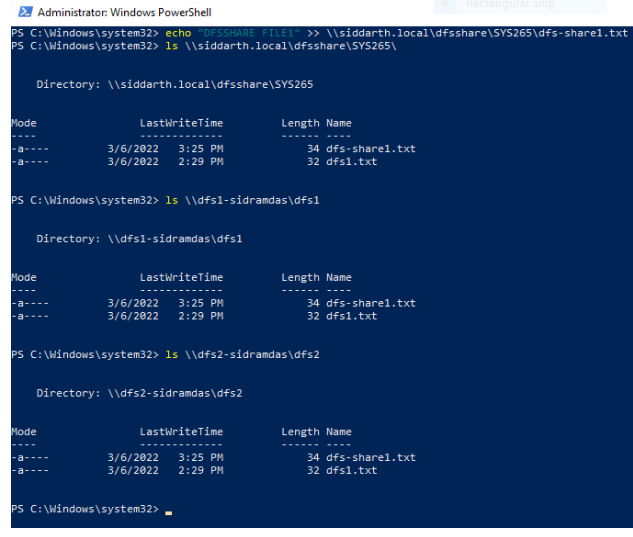 Rectangular Snip
Administrator: Windows PowerShell
PS C:\Windows\system32> echo "DFSSHARE FILE1" >> \\siddarth.local\dfsshare\SYS265\dfs-share1.txt
PS C:\Windows\system32> ls \\siddarth.local\dfsshare\SYS265\
Directory: \\siddarth.local\dfsshare\SYS265
Mode LastWriteTime Length Name
---- ------------- ------ ----
-a---- 3/6/2022 3:25 PM 34 dfs-share1.txt
-a---- 3/6/2022 2:29 PM 32 dfs1.txt
PS C:\Windows\system32> ls \\dfs1-sidramdas\dfs1
Directory: \\dfs1-sidramdas\dfs1
Mode LastWriteTime Length Name
---- ------------- ------ ----
-a---- 3/6/2022 3:25 PM 34 dfs-share1.txt
-a---- 3/6/2022 2:29 PM 32 dfs1.txt
PS C:\Windows\system32> ls \\dfs2-sidramdas\dfs2
Directory: \\dfs2-sidramdas\dfs2
Mode LastWriteTime Length Name
---- ------------- ------ ----
-a---- 3/6/2022 3:25 PM 34 dfs-share1.txt
-a---- 3/6/2022 2:29 PM 32 dfs1.txt
PS C:\Windows\system32>